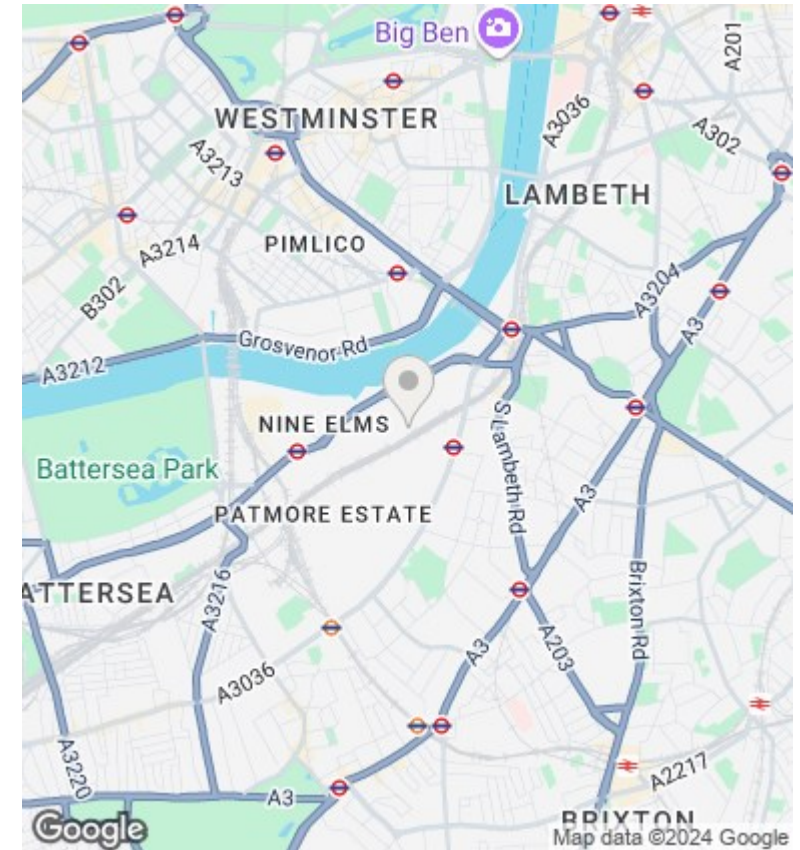 Big Ben
A201
WESTMINSTER
A3036
A302
A3213
LAMBETH
A3214
PIMLICO
B302
A3204
A3
Grosvenor Rd
A3212
NINE ELMS
S Lambeth Rd
Battersea Park
A3
PATMORE ESTATE
ATTERSEA
A3216
Brixton Rd
A203
A3
A3036
A3220
A2217
A3
BRIXTON
Google
Map data ©2024 Google